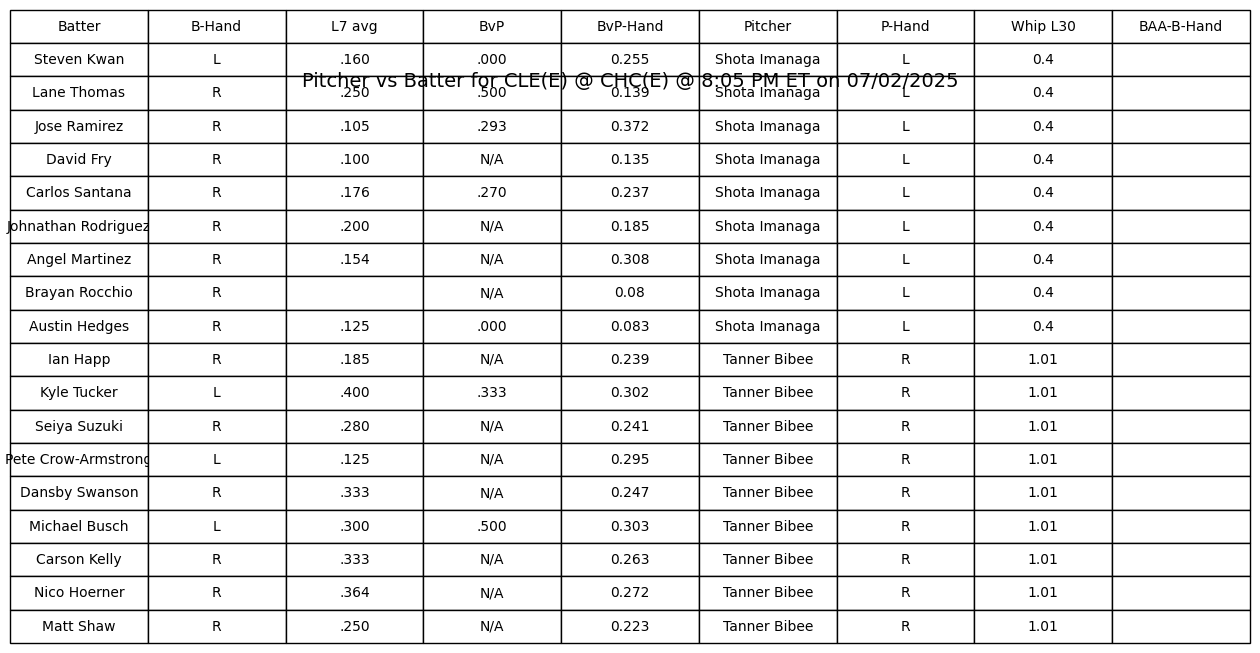 Batter B-Hand L7 avg BvP BvP-Hand Pitcher P-Hand Whip L30 BAA-B-Hand
Steven Kwan L .160 .000 0.255 Shota Imanaga L 0.4
Pitcher vs Batter for CLE(E) @ CHC(E) @ 8:05 PM ET on 07/02/2025
Lane Thomas R .250 .500 0.139 Shota Imanaga L 0.4
Jose Ramirez R .105 .293 0.372 Shota Imanaga L 0.4
David Fry R .100 N/A 0.135 Shota Imanaga L 0.4
Carlos Santana R .176 .270 0.237 Shota Imanaga L 0.4
Johnathan Rodriguez R .200 N/A 0.185 Shota Imanaga L 0.4
Angel Martinez R .154 N/A 0.308 Shota Imanaga L 0.4
Brayan Rocchio R N/A 0.08 Shota Imanaga L 0.4
Austin Hedges R .125 .000 0.083 Shota Imanaga L 0.4
Ian Happ R .185 N/A 0.239 Tanner Bibee R 1.01
Kyle Tucker L .400 .333 0.302 Tanner Bibee R 1.01
Seiya Suzuki R .280 N/A 0.241 Tanner Bibee R 1.01
Pete Crow-Armstrong L .125 N/A 0.295 Tanner Bibee R 1.01
Dansby Swanson R .333 N/A 0.247 Tanner Bibee R 1.01
Michael Busch L .300 .500 0.303 Tanner Bibee R 1.01
Carson Kelly R .333 N/A 0.263 Tanner Bibee R 1.01
Nico Hoerner R .364 N/A 0.272 Tanner Bibee R 1.01
Matt Shaw R .250 N/A 0.223 Tanner Bibee R 1.01